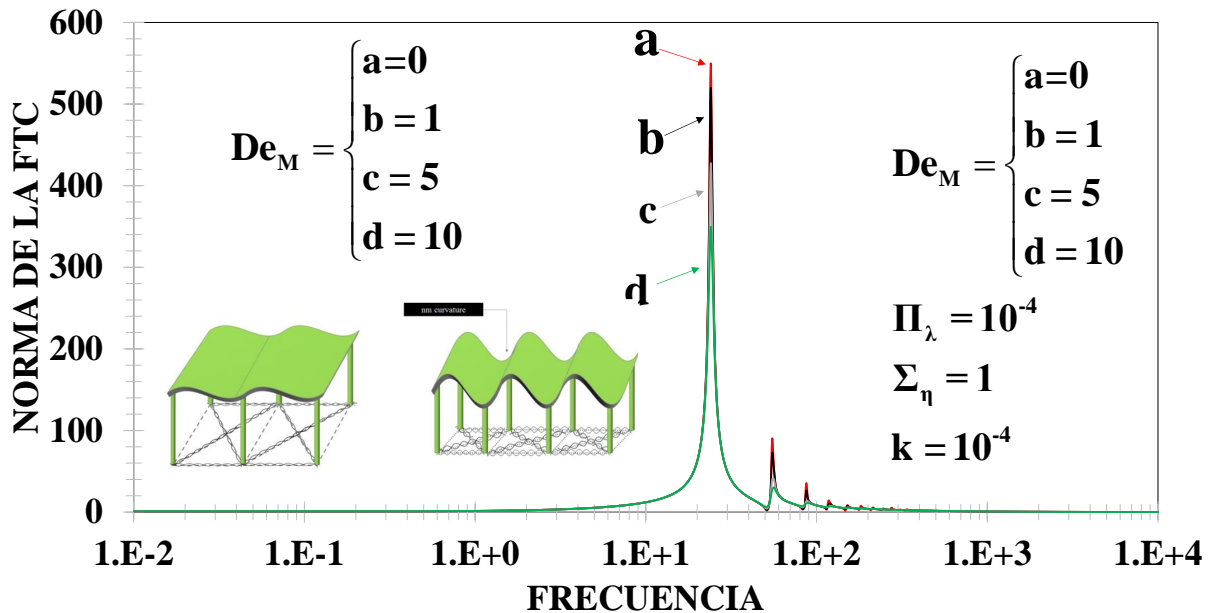 NORMA DE LA FTC
600
500
400
300
200
100
0
De_M = { a=0
b = 1
c = 5
d = 10
a
b
c
d
De_M = { a=0
b = 1
c = 5
d = 10
Π_λ = 10^-4
Σ_η = 1
k = 10^-4
nm curvature
1.E-2 1.E-1 1.E+0 1.E+1 1.E+2 1.E+3 1.E+4
FRECUENCIA